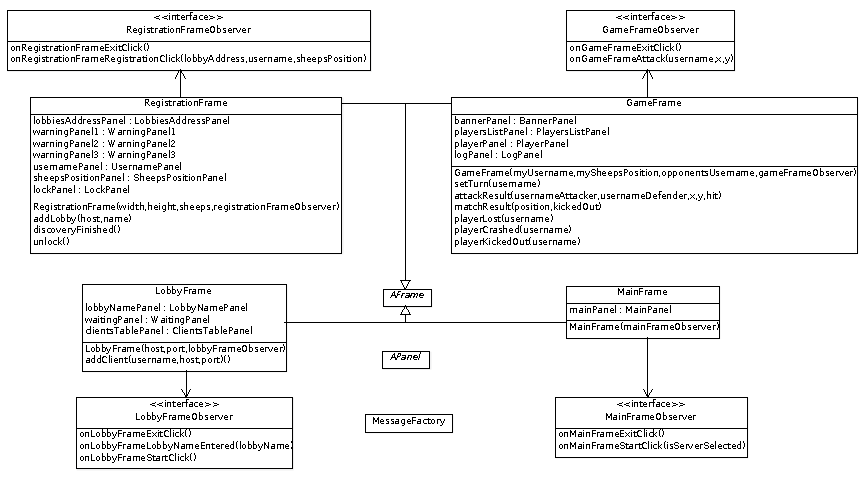 <<interface>>
RegistrationFrameObserver
onRegistrationFrameExitClick()
onRegistrationFrameRegistrationClick(lobbyAddress,username,sheepsPosition)
<<interface>>
GameFrameObserver
onGameFrameExitClick()
onGameFrameAttack(username,x,y)
RegistrationFrame
lobbiesAddressPanel : LobbiesAddressPanel
warningPanel1 : WarningPanel1
warningPanel2 : WarningPanel2
warningPanel3 : WarningPanel3
usernamePanel : UsernamePanel
sheepsPositionPanel : SheepsPositionPanel
lockPanel : LockPanel
RegistrationFrame(width,height,sheeps,registrationFrameObserver)
addLobby(host,name)
discoveryFinished()
unlock()
GameFrame
bannerPanel : BannerPanel
playersListPanel : PlayersListPanel
playerPanel : PlayerPanel
logPanel : LogPanel
GameFrame(myUsername,mySheepsPosition,opponentsUsername,gameFrameObserver)
setTurn(username)
attackResult(usernameAttacker,usernameDefender,x,y,hit)
matchResult(position,kickedOut)
playerLost(username)
playerCrashed(username)
playerKickedOut(username)
AFrame
LobbyFrame
lobbyNamePanel : LobbyNamePanel
waitingPanel : WaitingPanel
clientsTablePanel : ClientsTablePanel
LobbyFrame(host,port,lobbyFrameObserver)
addClient(username,host,port)()
MainFrame
mainPanel : MainPanel
MainFrame(mainFrameObserver)
APanel
<<interface>>
LobbyFrameObserver
onLobbyFrameExitClick()
onLobbyFrameLobbyNameEntered(lobbyName)
onLobbyFrameStartClick()
MessageFactory
<<interface>>
MainFrameObserver
onMainFrameExitClick()
onMainFrameStartClick(isServerSelected)